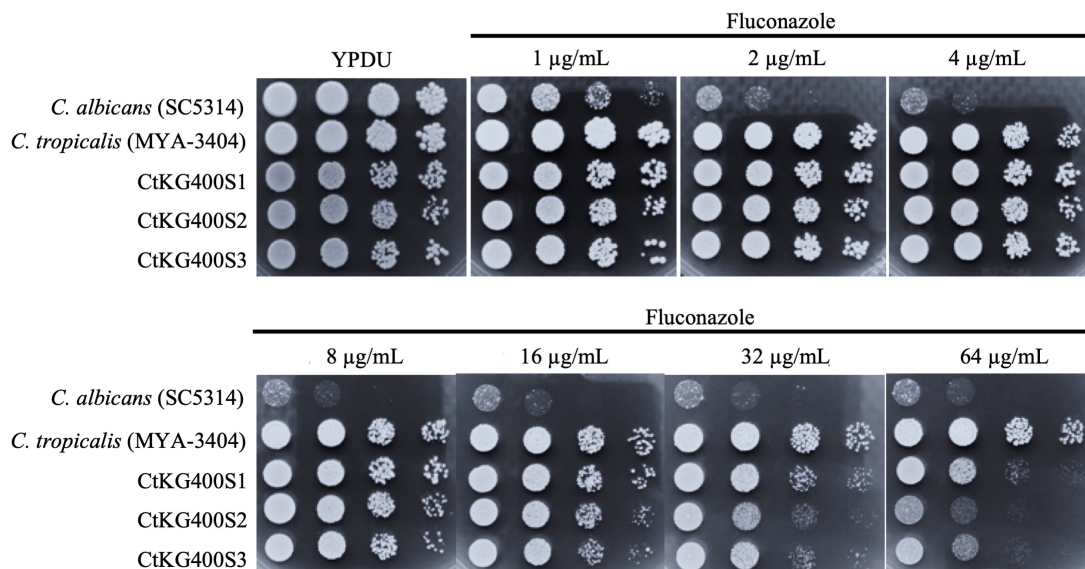 Fluconazole
YPDU 1 µg/mL 2 µg/mL 4 µg/mL
C. albicans (SC5314)
C. tropicalis (MYA-3404)
CtKG400S1
CtKG400S2
CtKG400S3
Fluconazole
8 µg/mL 16 µg/mL 32 µg/mL 64 µg/mL
C. albicans (SC5314)
C. tropicalis (MYA-3404)
CtKG400S1
CtKG400S2
CtKG400S3